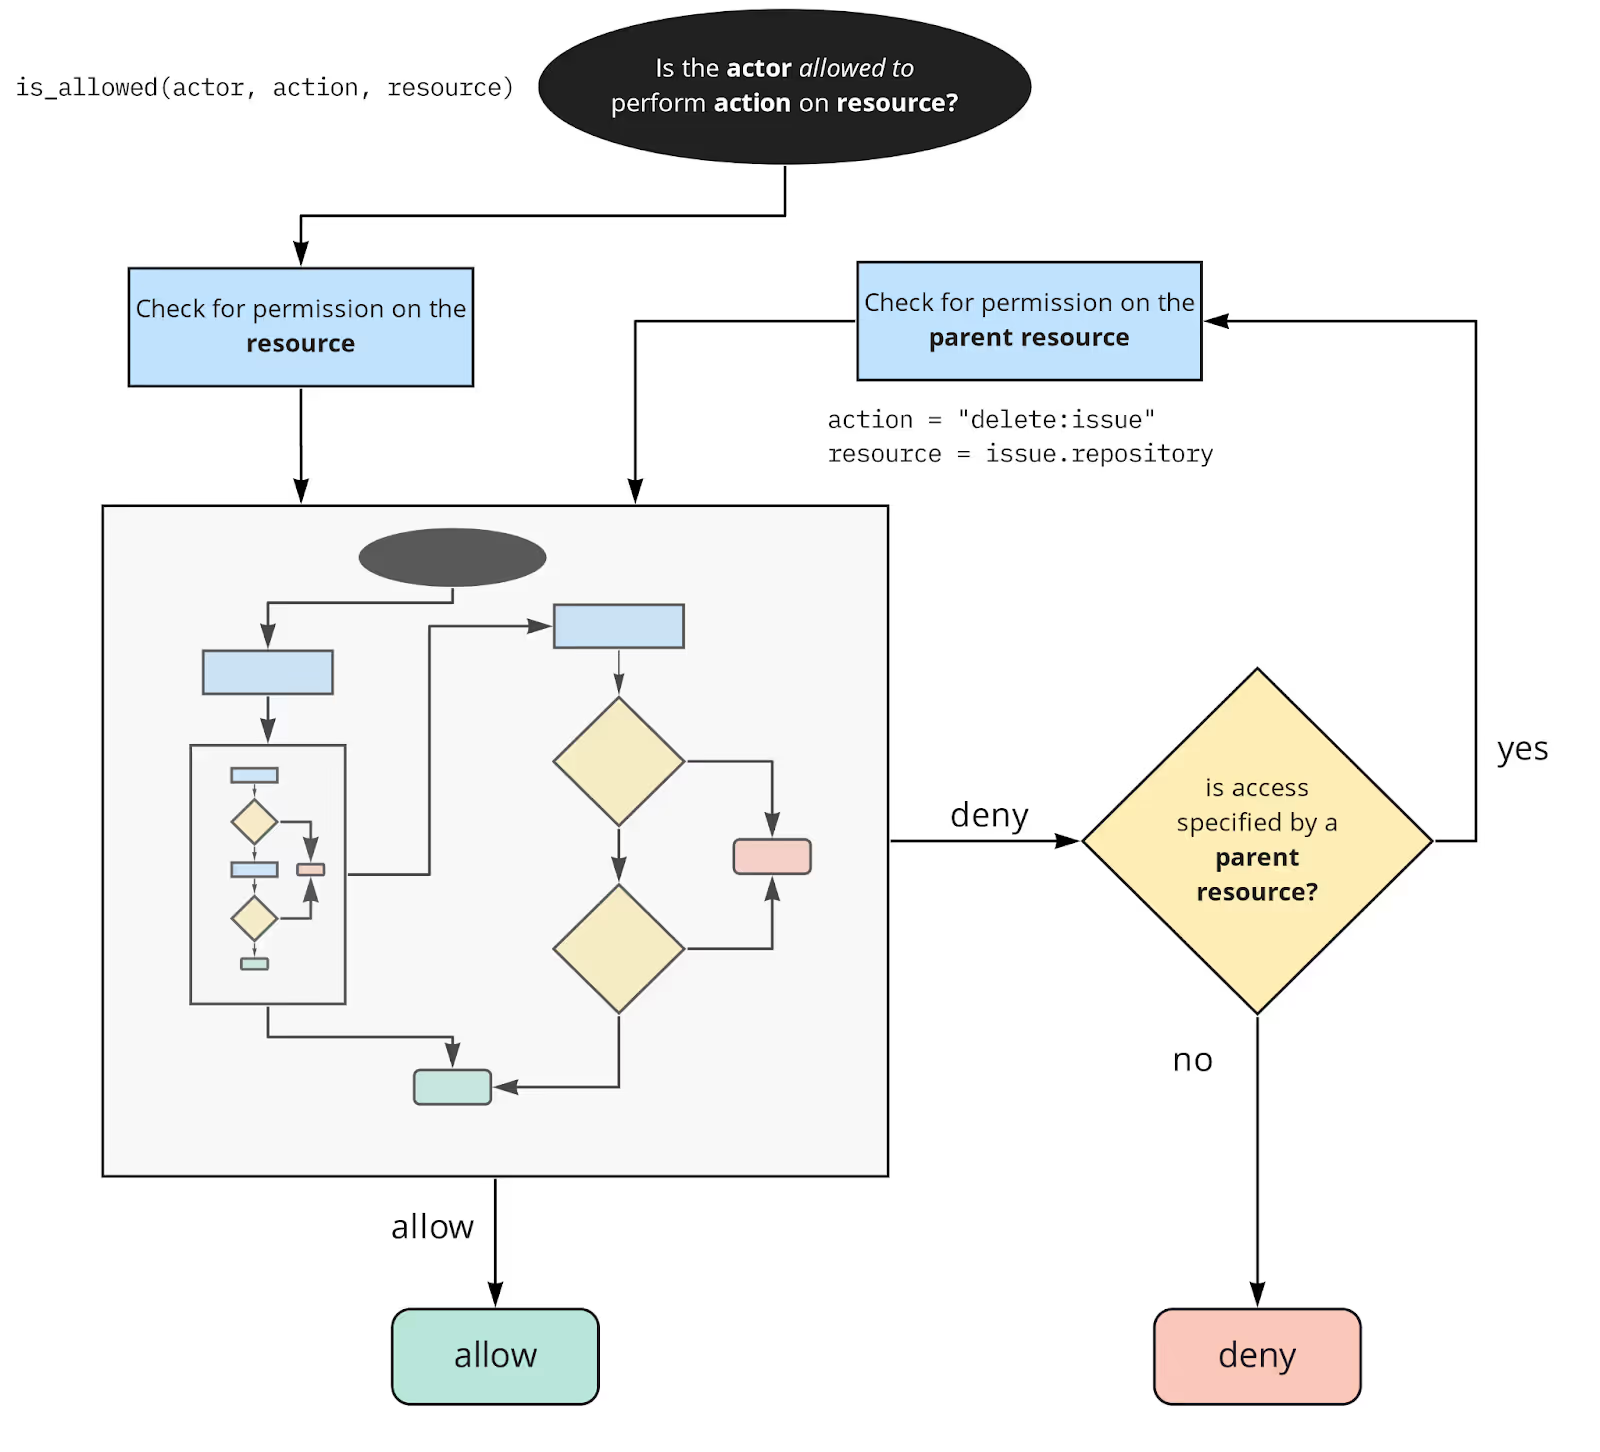 is_allowed(actor, action, resource)
Is the actor allowed to
perform action on resource?
Check for permission on the
resource
Check for permission on the
parent resource
action = "delete:issue"
resource = issue.repository
deny
is access
specified by a
parent
resource?
yes
no
allow
allow
deny